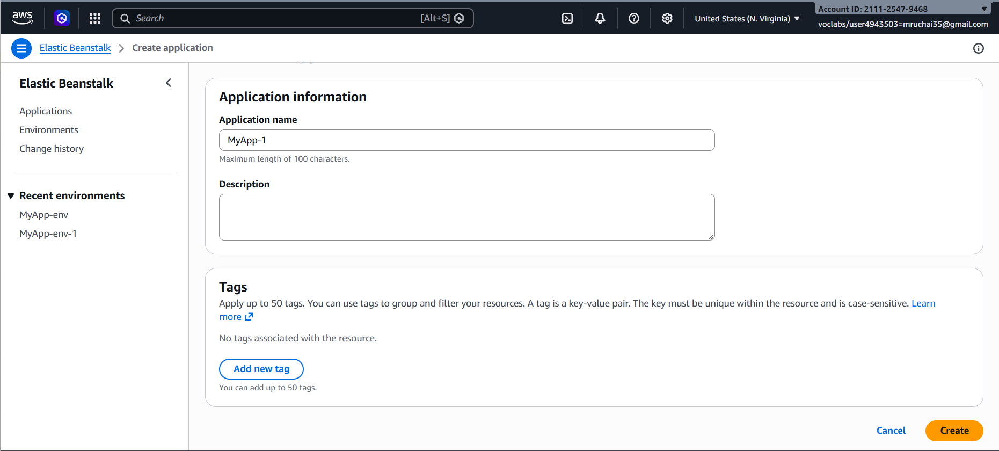 aws
Search
[Alt+S]
United States (N. Virginia)
Account ID: 2111-2547-9468
voclabs/user4943503=mruchai35@gmail.com
Elastic Beanstalk
Create application
Elastic Beanstalk
Applications
Environments
Change history
Recent environments
MyApp-env
MyApp-env-1
Application information
Application name
MyApp-1
Maximum length of 100 characters.
Description
Tags
Apply up to 50 tags. You can use tags to group and filter your resources. A tag is a key-value pair. The key must be unique within the resource and is case-sensitive. Learn
more
No tags associated with the resource.
Add new tag
You can add up to 50 tags.
Cancel
Create